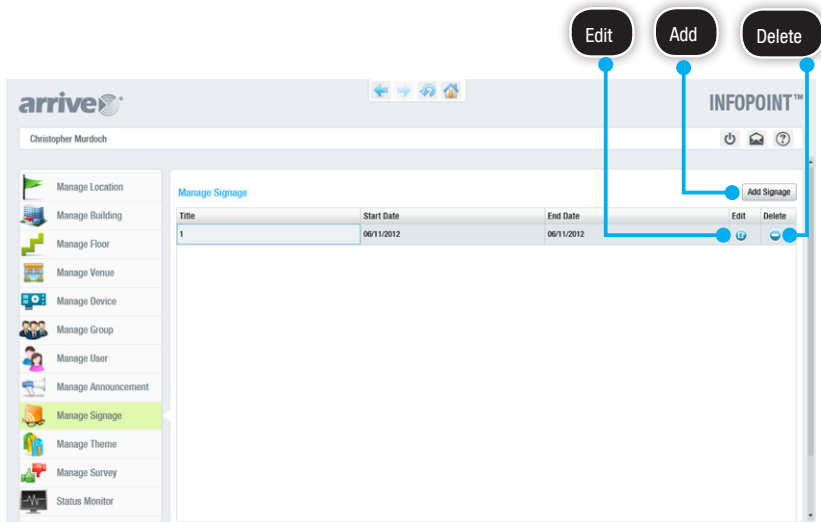 Edit Add Delete
arrive
INFOPOINT™
Christopher Murdoch
Manage Location
Manage Building
Manage Floor
Manage Venue
Manage Device
Manage Group
Manage User
Manage Announcement
Manage Signage
Manage Theme
Manage Survey
Status Monitor
Manage Signage
Add Signage
Title Start Date End Date Edit Delete
1 06/11/2012 06/11/2012